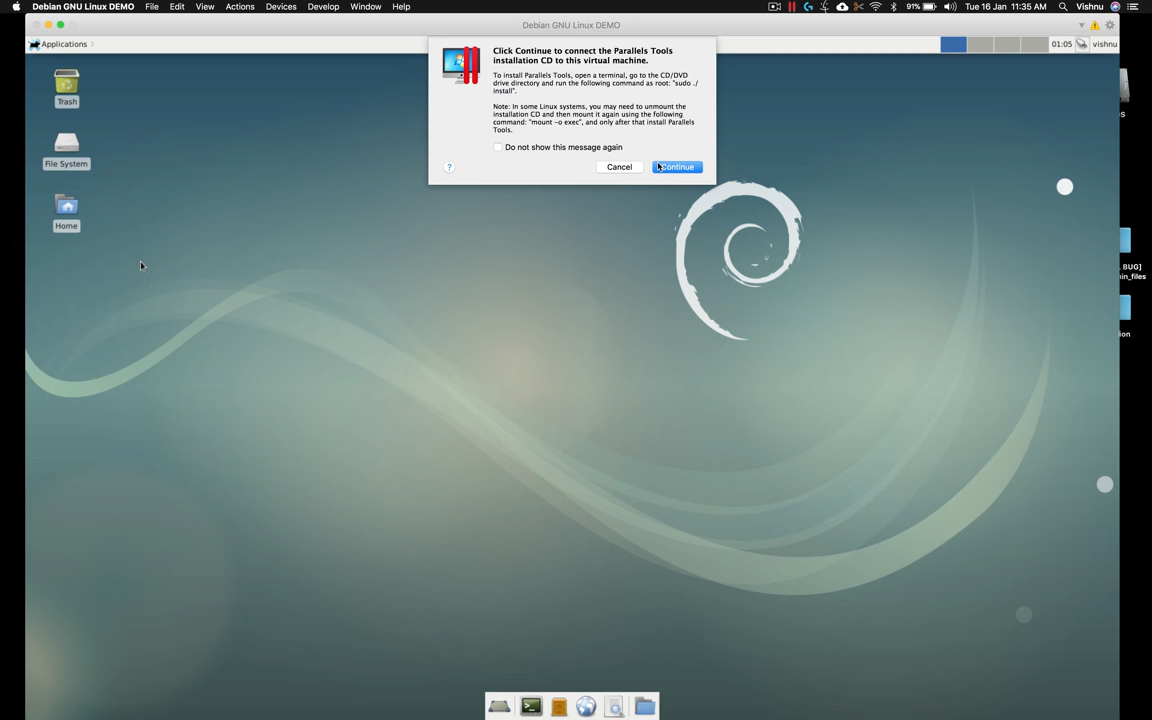 Debian GNU Linux DEMO File Edit View Actions Devices Develop Window Help 91% Tue 16 Jan 11:35 AM Vishnu
Debian GNU Linux DEMO
Applications 01:05 vishnu
Click Continue to connect the Parallels Tools
installation CD to this virtual machine.
To install Parallels Tools, open a terminal, go to the CD/DVD
drive directory and run the following command as root: "sudo ./
install".
Note: In some Linux systems, you may need to unmount the
installation CD and then mount it again using the following
command: "mount -o exec", and only after that install Parallels
Tools.
Do not show this message again
? Cancel Continue
Trash
File System
Home
BUG]
in_files